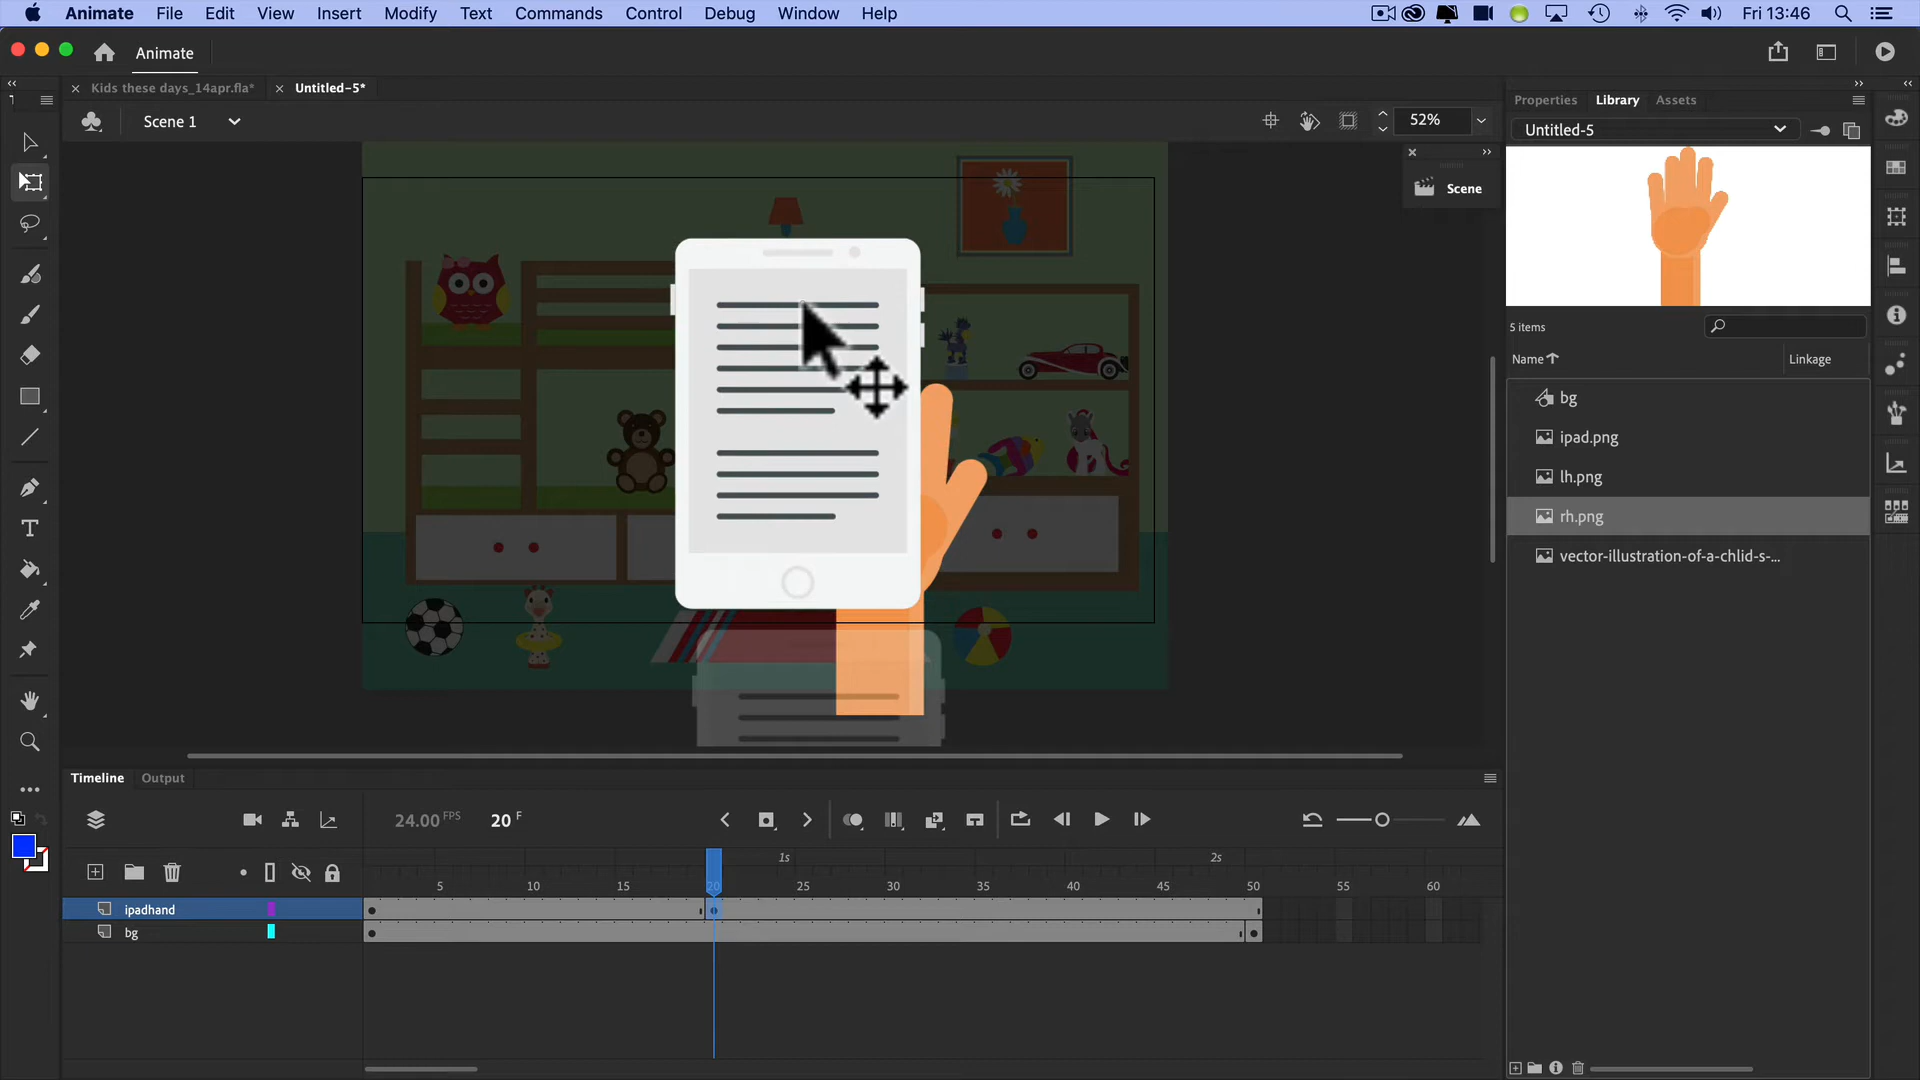 Animate File Edit View Insert Modify Text Commands Control Debug Window Help Fri 13:46
Animate
Kids these days_14apr.fla* Untitled-5*
Scene 1 52%
Scene
Properties Library Assets
Untitled-5
5 items
Name Linkage
bg
ipad.png
lh.png
rh.png
vector-illustration-of-a-chlid-s-...
Timeline Output
24.00 FPS 20 F
1s 2s
5 10 15 20 25 30 35 40 45 50 55 60
ipadhand
bg